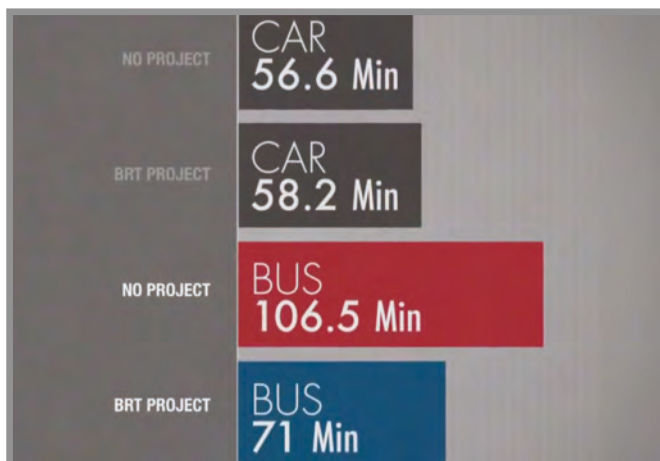 NO PROJECT
CAR
56.6 Min
BRT PROJECT
CAR
58.2 Min
NO PROJECT
BUS
106.5 Min
BRT PROJECT
BUS
71 Min